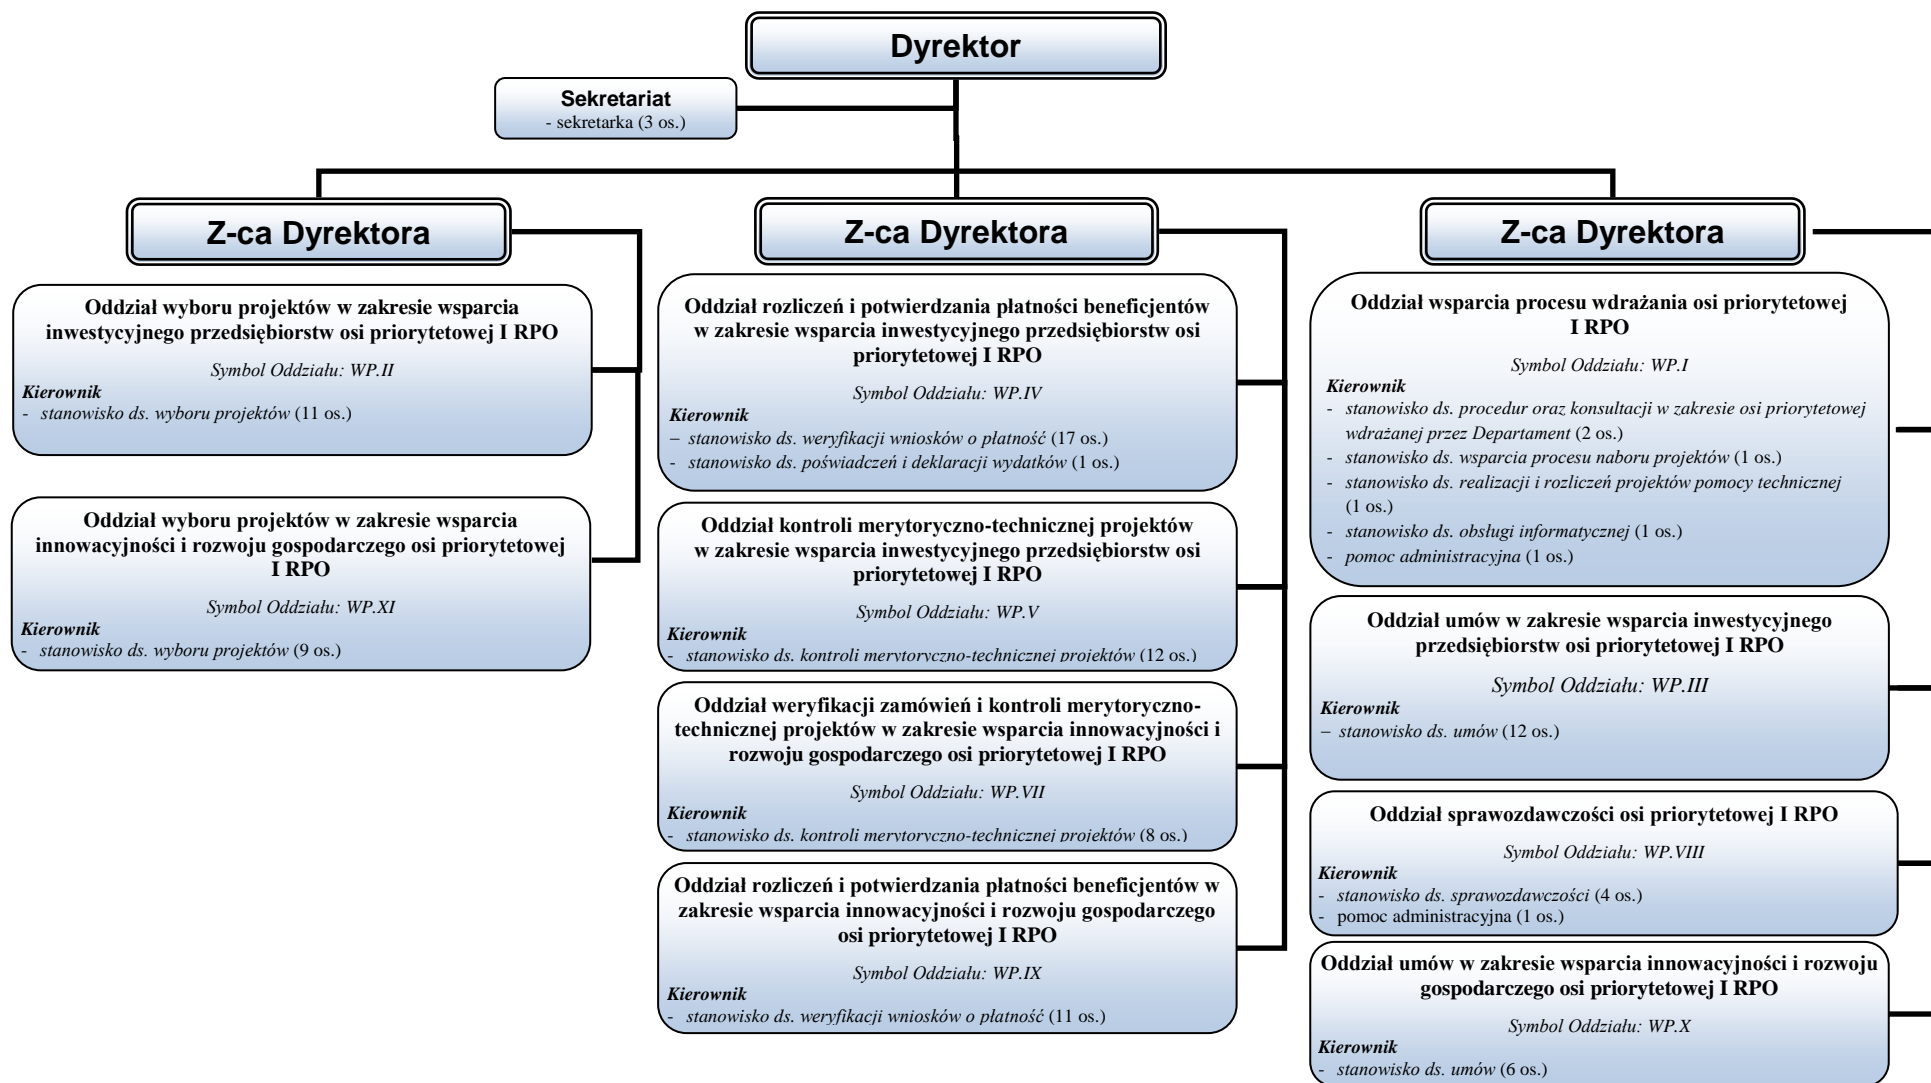 Dyrektor
Sekretariat
- sekretarka (3 os.)
Z-ca Dyrektora
Oddział wyboru projektów w zakresie wsparcia
inwestycyjnego przedsiębiorstw osi priorytetowej I RPO
Symbol Oddziału: WP.II
Kierownik
- stanowisko ds. wyboru projektów (11 os.)
Oddział wyboru projektów w zakresie wsparcia
innowacyjności i rozwoju gospodarczego osi priorytetowej
I RPO
Symbol Oddziału: WP.XI
Kierownik
- stanowisko ds. wyboru projektów (9 os.)
Z-ca Dyrektora
Oddział rozliczeń i potwierdzania płatności beneficjentów
w zakresie wsparcia inwestycyjnego przedsiębiorstw osi
priorytetowej I RPO
Symbol Oddziału: WP.IV
Kierownik
– stanowisko ds. weryfikacji wniosków o płatność (17 os.)
- stanowisko ds. poświadczeń i deklaracji wydatków (1 os.)
Oddział kontroli merytoryczno-technicznej projektów
w zakresie wsparcia inwestycyjnego przedsiębiorstw osi
priorytetowej I RPO
Symbol Oddziału: WP.V
Kierownik
- stanowisko ds. kontroli merytoryczno-technicznej projektów (12 os.)
Oddział weryfikacji zamówień i kontroli merytoryczno-
technicznej projektów w zakresie wsparcia innowacyjności i
rozwoju gospodarczego osi priorytetowej I RPO
Symbol Oddziału: WP.VII
Kierownik
- stanowisko ds. kontroli merytoryczno-technicznej projektów (8 os.)
Oddział rozliczeń i potwierdzania płatności beneficjentów w
zakresie wsparcia innowacyjności i rozwoju gospodarczego
osi priorytetowej I RPO
Symbol Oddziału: WP.IX
Kierownik
- stanowisko ds. weryfikacji wniosków o płatność (11 os.)
Z-ca Dyrektora
Oddział wsparcia procesu wdrażania osi priorytetowej
I RPO
Symbol Oddziału: WP.I
Kierownik
- stanowisko ds. procedur oraz konsultacji w zakresie osi priorytetowej
wdrażanej przez Departament (2 os.)
- stanowisko ds. wsparcia procesu naboru projektów (1 os.)
- stanowisko ds. realizacji i rozliczeń projektów pomocy technicznej
(1 os.)
- stanowisko ds. obsługi informatycznej (1 os.)
- pomoc administracyjna (1 os.)
Oddział umów w zakresie wsparcia inwestycyjnego
przedsiębiorstw osi priorytetowej I RPO
Symbol Oddziału: WP.III
Kierownik
– stanowisko ds. umów (12 os.)
Oddział sprawozdawczości osi priorytetowej I RPO
Symbol Oddziału: WP.VIII
Kierownik
- stanowisko ds. sprawozdawczości (4 os.)
- pomoc administracyjna (1 os.)
Oddział umów w zakresie wsparcia innowacyjności i rozwoju
gospodarczego osi priorytetowej I RPO
Symbol Oddziału: WP.X
Kierownik
- stanowisko ds. umów (6 os.)